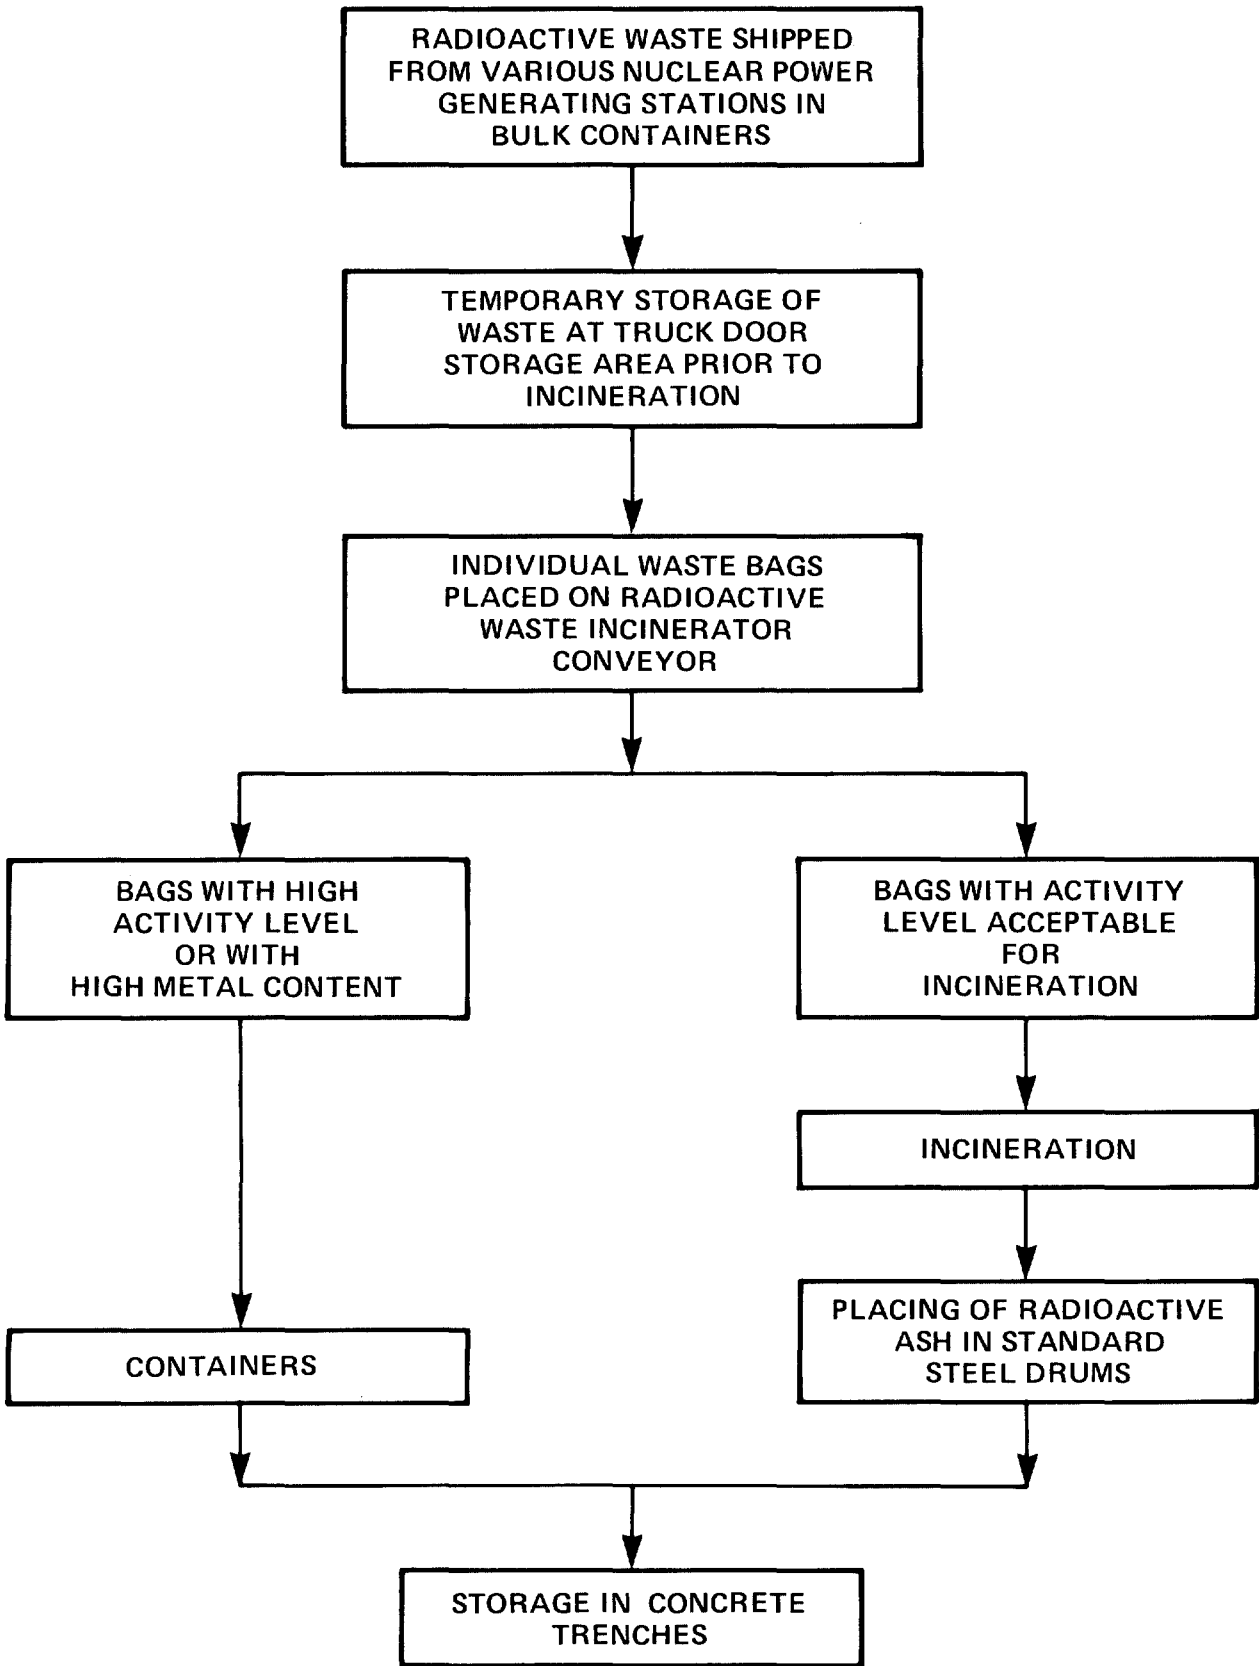 RADIOACTIVE WASTE SHIPPED
FROM VARIOUS NUCLEAR POWER
GENERATING STATIONS IN
BULK CONTAINERS
TEMPORARY STORAGE OF
WASTE AT TRUCK DOOR
STORAGE AREA PRIOR TO
INCINERATION
INDIVIDUAL WASTE BAGS
PLACED ON RADIOACTIVE
WASTE INCINERATOR
CONVEYOR
BAGS WITH HIGH
ACTIVITY LEVEL
OR WITH
HIGH METAL CONTENT
BAGS WITH ACTIVITY
LEVEL ACCEPTABLE
FOR
INCINERATION
INCINERATION
CONTAINERS
PLACING OF RADIOACTIVE
ASH IN STANDARD
STEEL DRUMS
STORAGE IN CONCRETE
TRENCHES